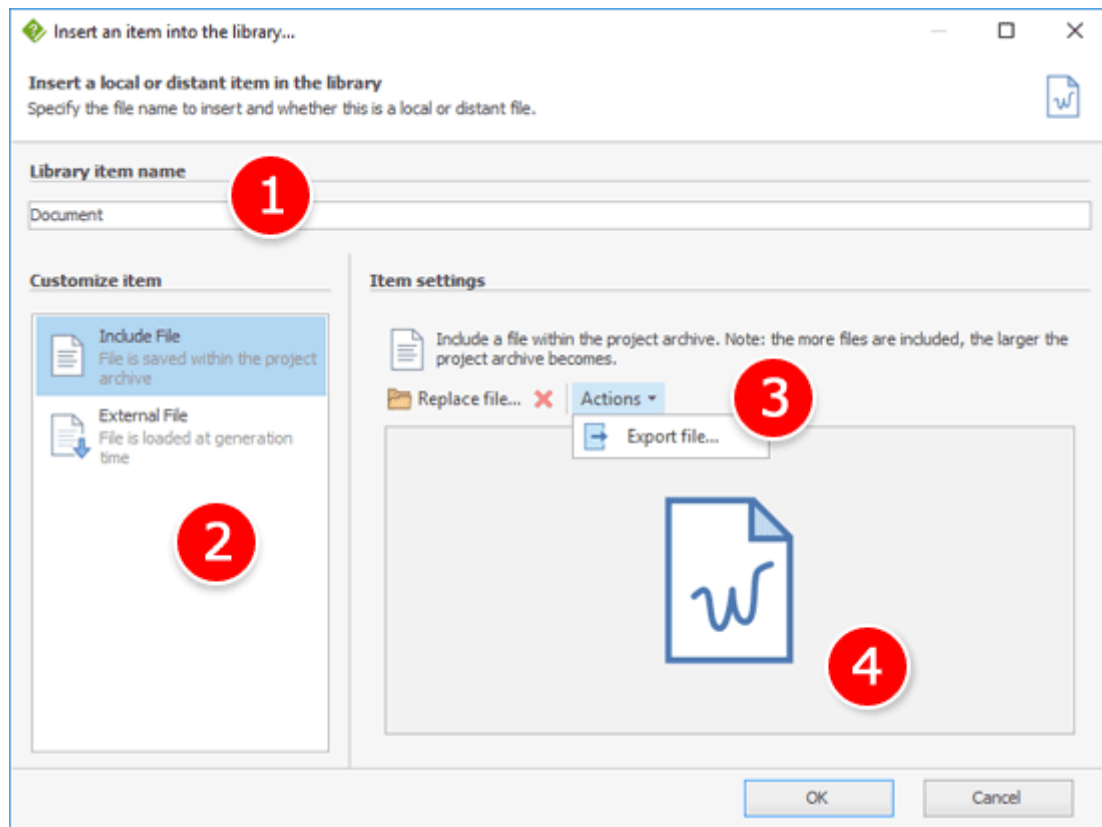 Insert an item into the library...
Insert a local or distant item in the library
Specify the file name to insert and whether this is a local or distant file.
Library item name
1
Document
Customize item
Include File
File is saved within the project
archive
External File
File is loaded at generation
time
2
Item settings
Include a file within the project archive. Note: the more files are included, the larger the
project archive becomes.
Replace file...
Actions
3
Export file...
W
4
OK
Cancel